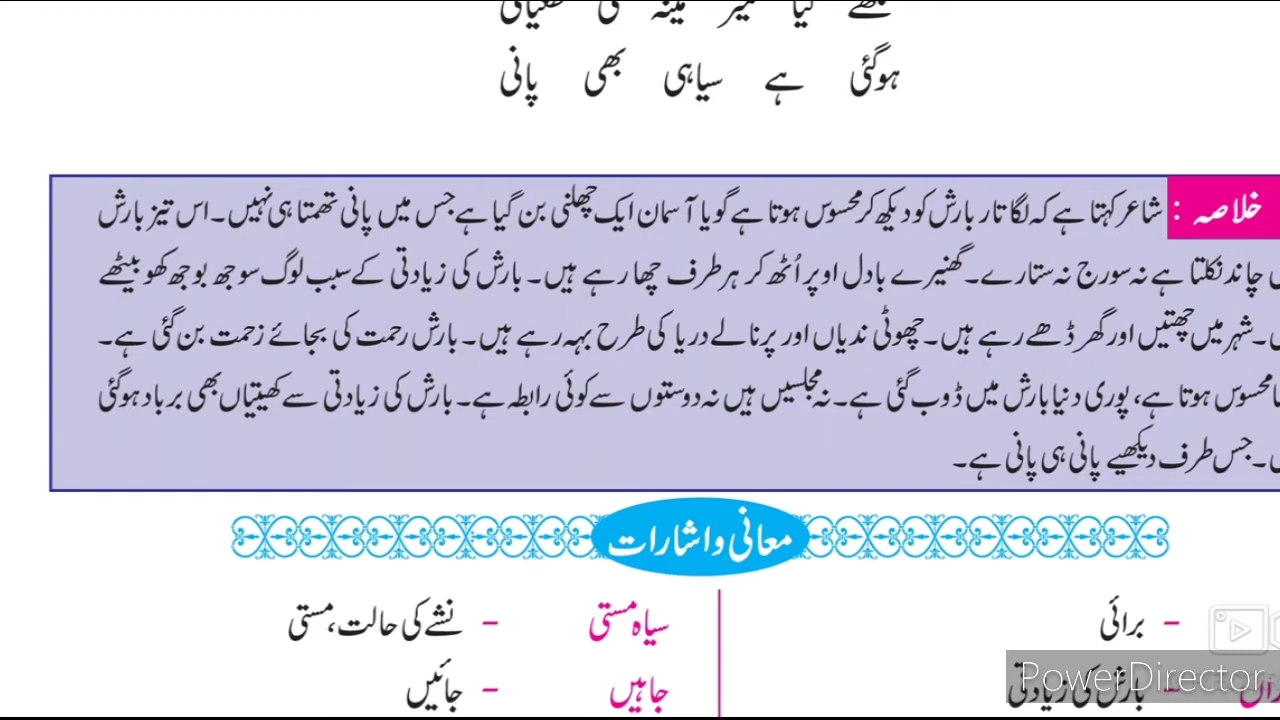 ہوگئی ہے سیاہی بھی پانی
خلاصہ : شاعر کہتا ہے کہ لگاتار بارش کو دیکھ کر محسوس ہوتا ہے گویا آسمان ایک چھلنی بن گیا ہے جس میں پانی تھمتا ہی نہیں۔ اس تیز بارش
چاند نکلتا ہے نہ سورج نہ ستارے۔ گھنیرے بادل اوپر اُٹھ کر ہر طرف چھا رہے ہیں۔ بارش کی زیادتی کے سبب لوگ سوجھ بوجھ کھو بیٹھے
۔ شہر میں چھتیں اور گھر ڈھے رہے ہیں۔ چھوٹی ندیاں اور پرنالے دریا کی طرح بہہ رہے ہیں۔ بارش رحمت کی بجائے زحمت بن گئی ہے۔
محسوس ہوتا ہے، پوری دنیا بارش میں ڈوب گئی ہے۔ نہ مجلسیں ہیں نہ دوستوں سے کوئی رابطہ ہے۔ بارش کی زیادتی سے کھیتیاں بھی برباد ہوگئی
۔ جس طرف دیکھیے پانی ہی پانی ہے۔
معانی و اشارات
- برائی
- بارش کی زیادتی
سیاہ مستی - نشے کی حالت، مستی
جاہیں - جائیں
PowerDirector